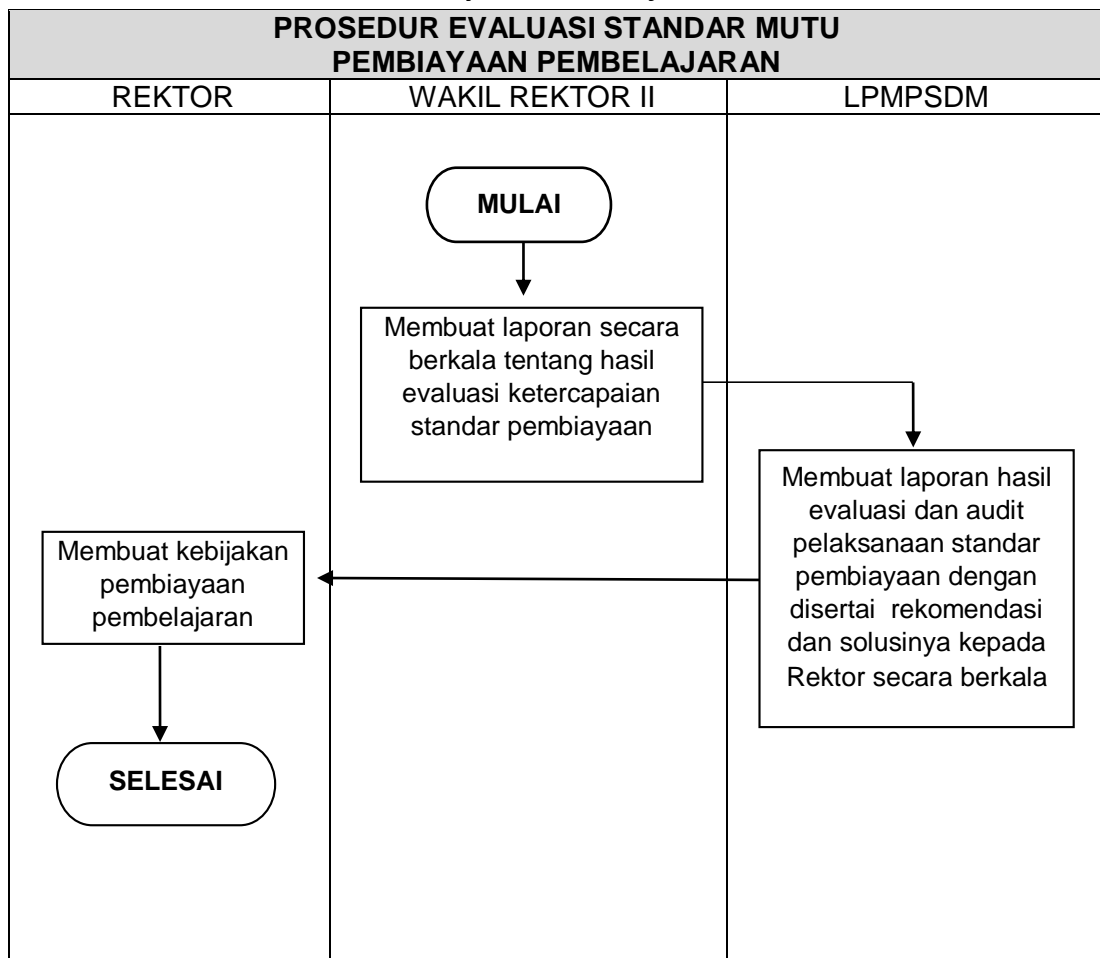 PROSEDUR EVALUASI STANDAR MUTU
PEMBIAYAAN PEMBELAJARAN
REKTOR
WAKIL REKTOR II
LPMPSDM
MULAI
Membuat laporan secara
berkala tentang hasil
evaluasi ketercapaian
standar pembiayaan
Membuat laporan hasil
evaluasi dan audit
pelaksanaan standar
pembiayaan dengan
disertai rekomendasi
dan solusinya kepada
Rektor secara berkala
Membuat kebijakan
pembiayaan
pembelajaran
SELESAI